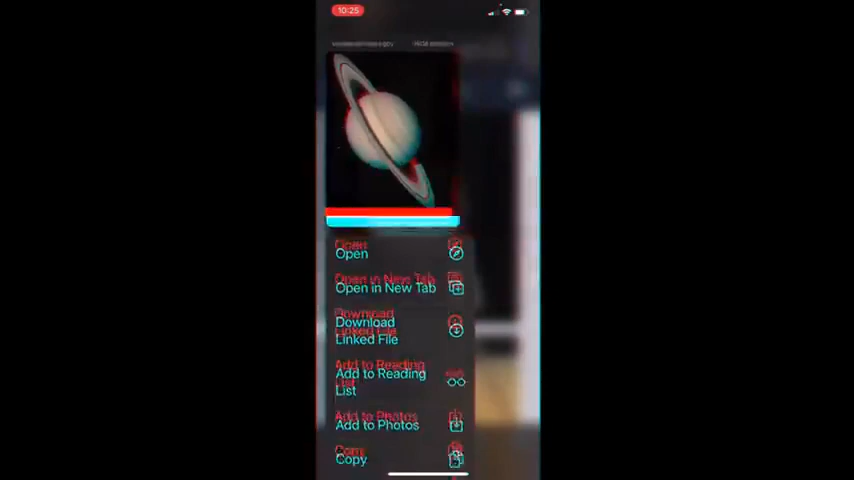 10:25
Open
Open in New Tab
Download
Linked File
Add to Reading
List
Add to Photos
Copy